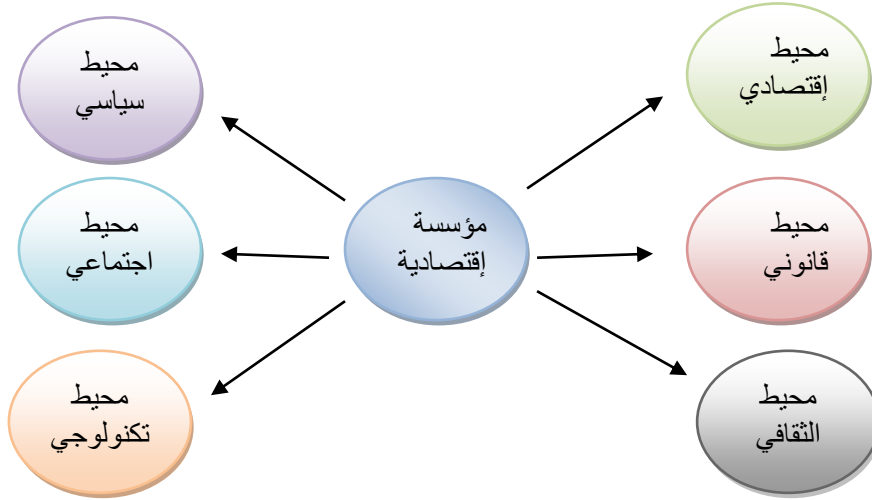 محيط
إقتصادي
محيط
سياسي
مؤسسة
إقتصادية
محيط
قانوني
محيط
اجتماعي
محيط
الثقافي
محيط
تكنولوجي